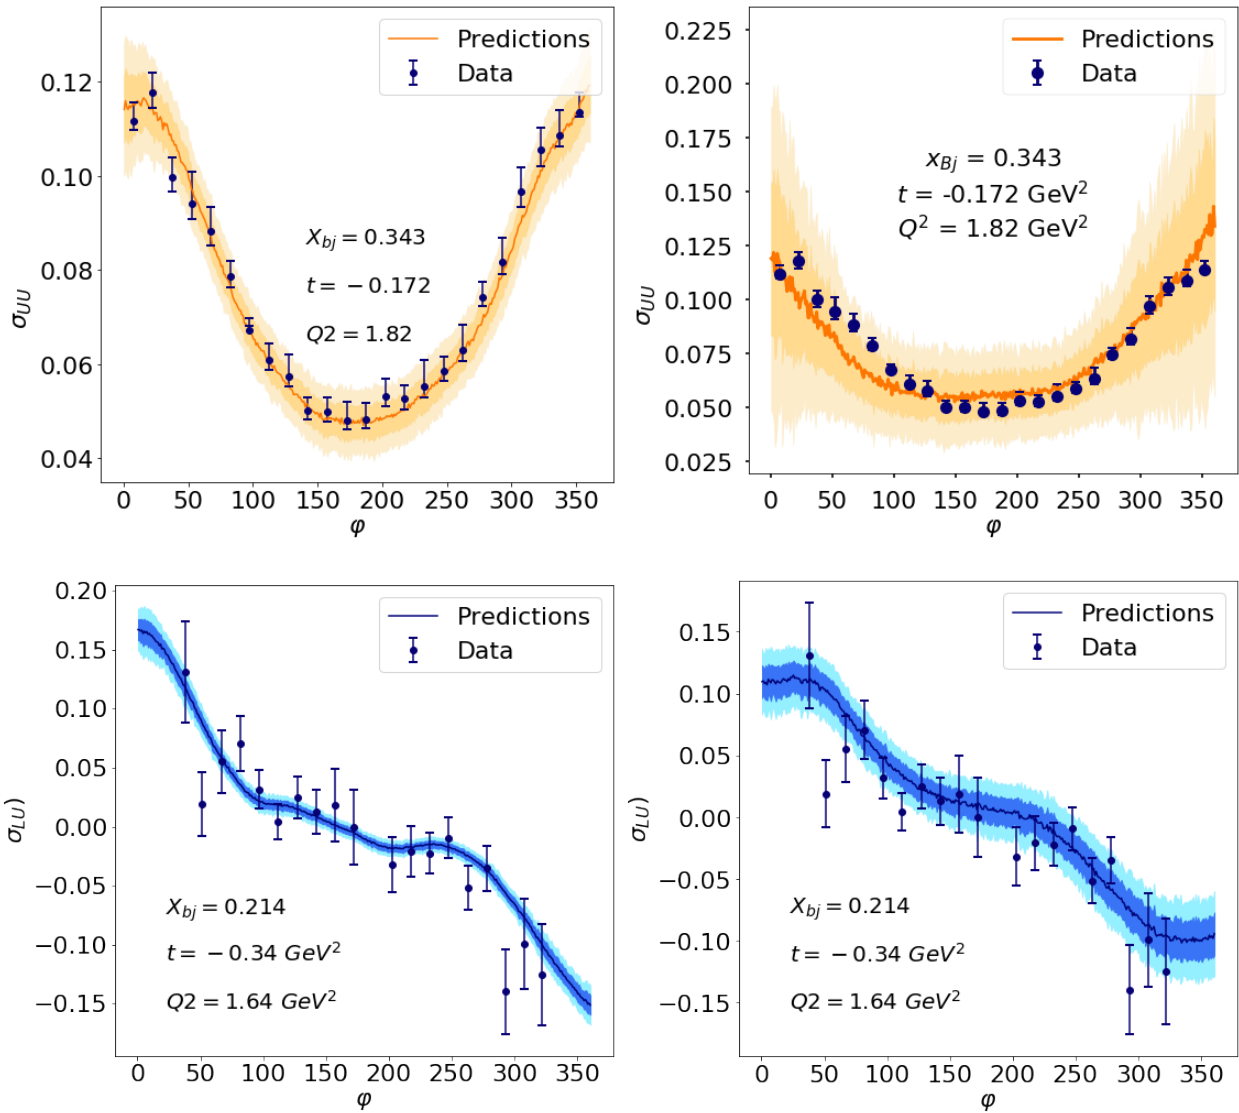 Predictions
Data
0.12
0.10
0.08
0.06
0.04
σ_UU
X_bj = 0.343
t = −0.172
Q2 = 1.82
0 50 100 150 200 250 300 350
φ
Predictions
Data
0.225
0.200
0.175
0.150
0.125
0.100
0.075
0.050
0.025
σ_UU
x_Bj = 0.343
t = -0.172 GeV²
Q² = 1.82 GeV²
0 50 100 150 200 250 300 350
φ
Predictions
Data
0.20
0.15
0.10
0.05
0.00
−0.05
−0.10
−0.15
σ_LU)
X_bj = 0.214
t = −0.34 GeV²
Q2 = 1.64 GeV²
0 50 100 150 200 250 300 350
φ
Predictions
Data
0.15
0.10
0.05
0.00
−0.05
−0.10
−0.15
σ_LU)
X_bj = 0.214
t = −0.34 GeV²
Q2 = 1.64 GeV²
0 50 100 150 200 250 300 350
φ